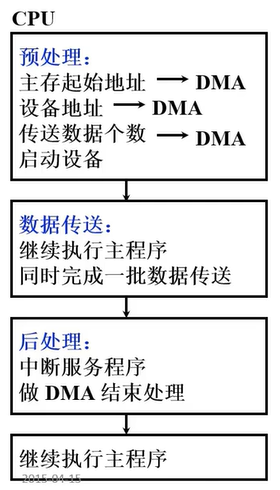 CPU
预处理：
主存起始地址 → DMA
设备地址 → DMA
传送数据个数 → DMA
启动设备
数据传送：
继续执行主程序
同时完成一批数据传送
后处理：
中断服务程序
做 DMA 结束处理
继续执行主程序
2015-04-15